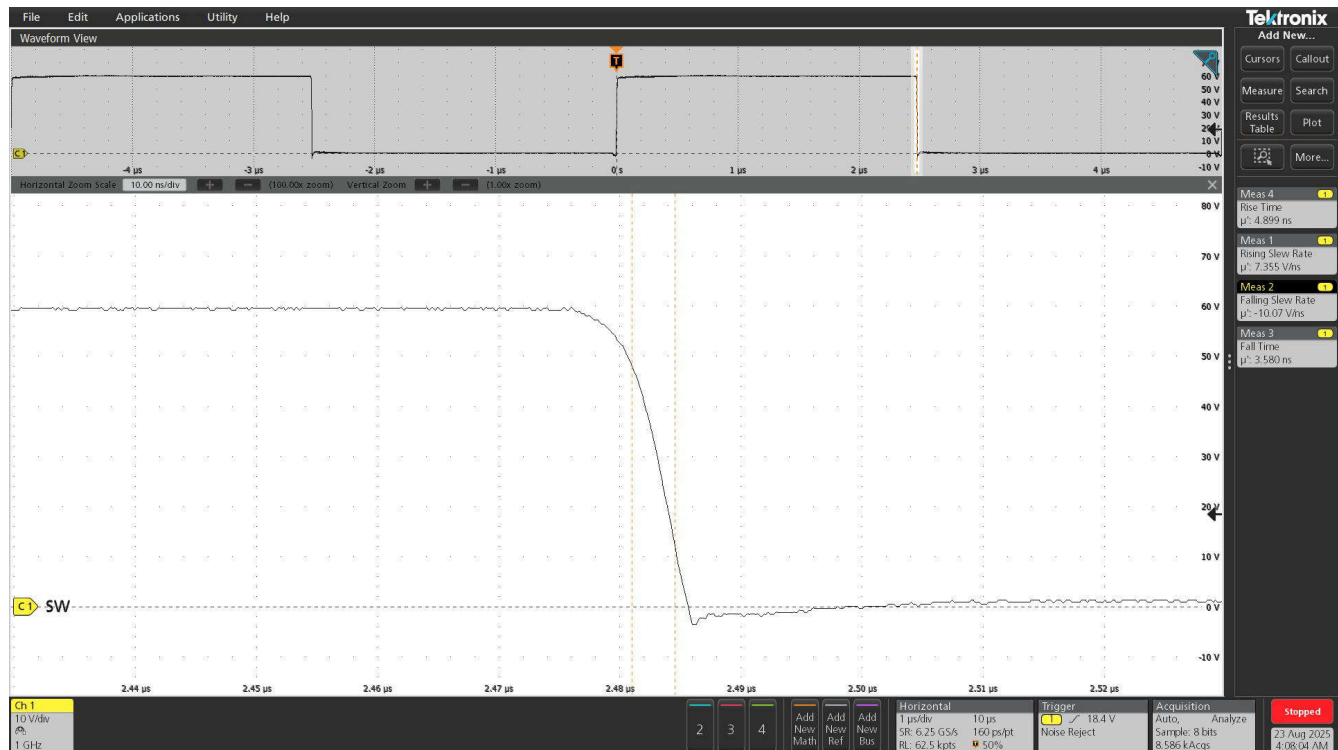 File Edit Applications Utility Help
Tektronix
Waveform View
Add New...
Cursors Callout
Measure Search
Results Table Plot
More...
T
60 V
50 V
40 V
30 V
0 V
-10 V
C1
-4 µs -3 µs -2 µs -1 µs 0 s 1 µs 2 µs 3 µs 4 µs
Horizontal Zoom Scale 10.00 ns/div + - (100.00x zoom) Vertical Zoom + - (1.00x zoom)
80 V
70 V
60 V
50 V
40 V
30 V
20 V
10 V
C 1 SW
0 V
-10 V
2.44 µs 2.45 µs 2.46 µs 2.47 µs 2.48 µs 2.49 µs 2.50 µs 2.51 µs 2.52 µs
Meas 4 1
Rise Time
µ': 4.899 ns
Meas 1 1
Rising Slew Rate
µ': 7.355 V/ns
Meas 2 1
Falling Slew Rate
µ': -10.07 V/ns
Meas 3 1
Fall Time
µ': 3.580 ns
Ch 1
10 V/div
1 GHz
2 3 4
Add New Math
Add New Ref
Add New Bus
Horizontal
1 µs/div 10 µs
SR: 6.25 GS/s 160 ps/pt
RL: 62.5 kpts 50%
Trigger
1 18.4 V
Noise Reject
Acquisition
Auto, Analyze
Sample: 8 bits
8.586 kAcqs
Stopped
23 Aug 2025
4:08:04 AM